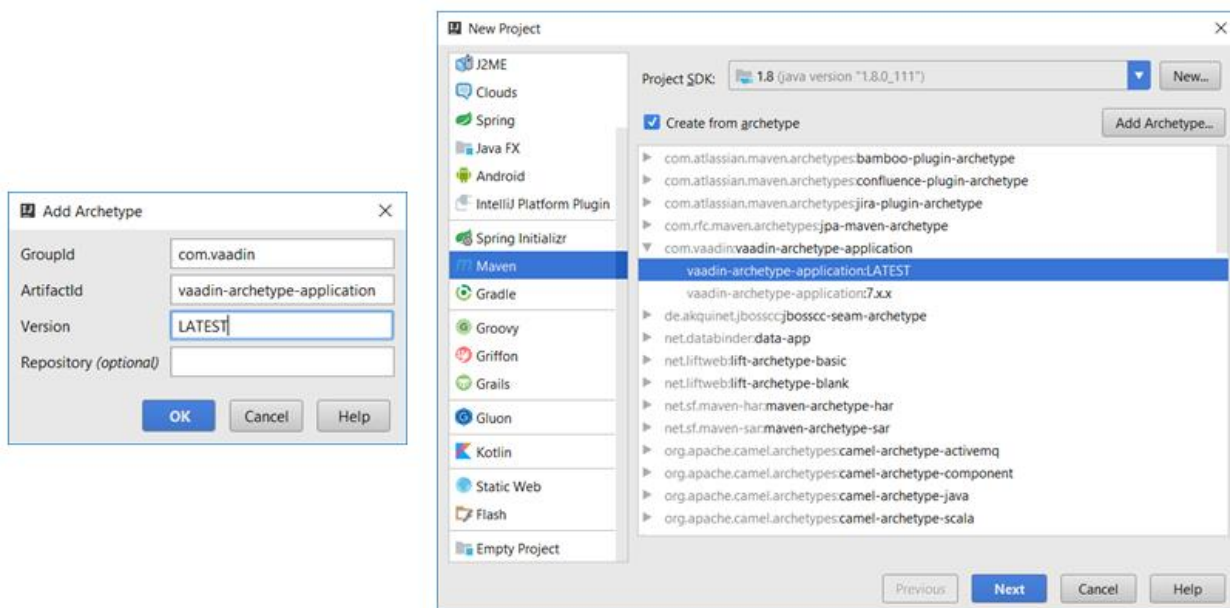 Add Archetype
GroupId com.vaadin
ArtifactId vaadin-archetype-application
Version LATEST
Repository (optional)
OK Cancel Help
New Project
J2ME
Clouds
Spring
Java FX
Android
IntelliJ Platform Plugin
Spring Initializr
Maven
Gradle
Groovy
Griffon
Grails
Gluon
Kotlin
Static Web
Flash
Empty Project
Project SDK: 1.8 (java version "1.8.0_111") New...
Create from archetype Add Archetype...
com.atlassian.maven.archetypes:bamboo-plugin-archetype
com.atlassian.maven.archetypes:confluence-plugin-archetype
com.atlassian.maven.archetypes:jira-plugin-archetype
com.rfc.maven.archetypes:jpa-maven-archetype
com.vaadin:vaadin-archetype-application
vaadin-archetype-application:LATEST
vaadin-archetype-application:7.x.x
de.akquinet.jbosscc:jbosscc-seam-archetype
net.databinder:data-app
net.liftweb:lift-archetype-basic
net.liftweb:lift-archetype-blank
net.sf.maven-har:maven-archetype-har
net.sf.maven-sar:maven-archetype-sar
org.apache.camel.archetypes:camel-archetype-activemq
org.apache.camel.archetypes:camel-archetype-component
org.apache.camel.archetypes:camel-archetype-java
org.apache.camel.archetypes:camel-archetype-scala
Previous Next Cancel Help